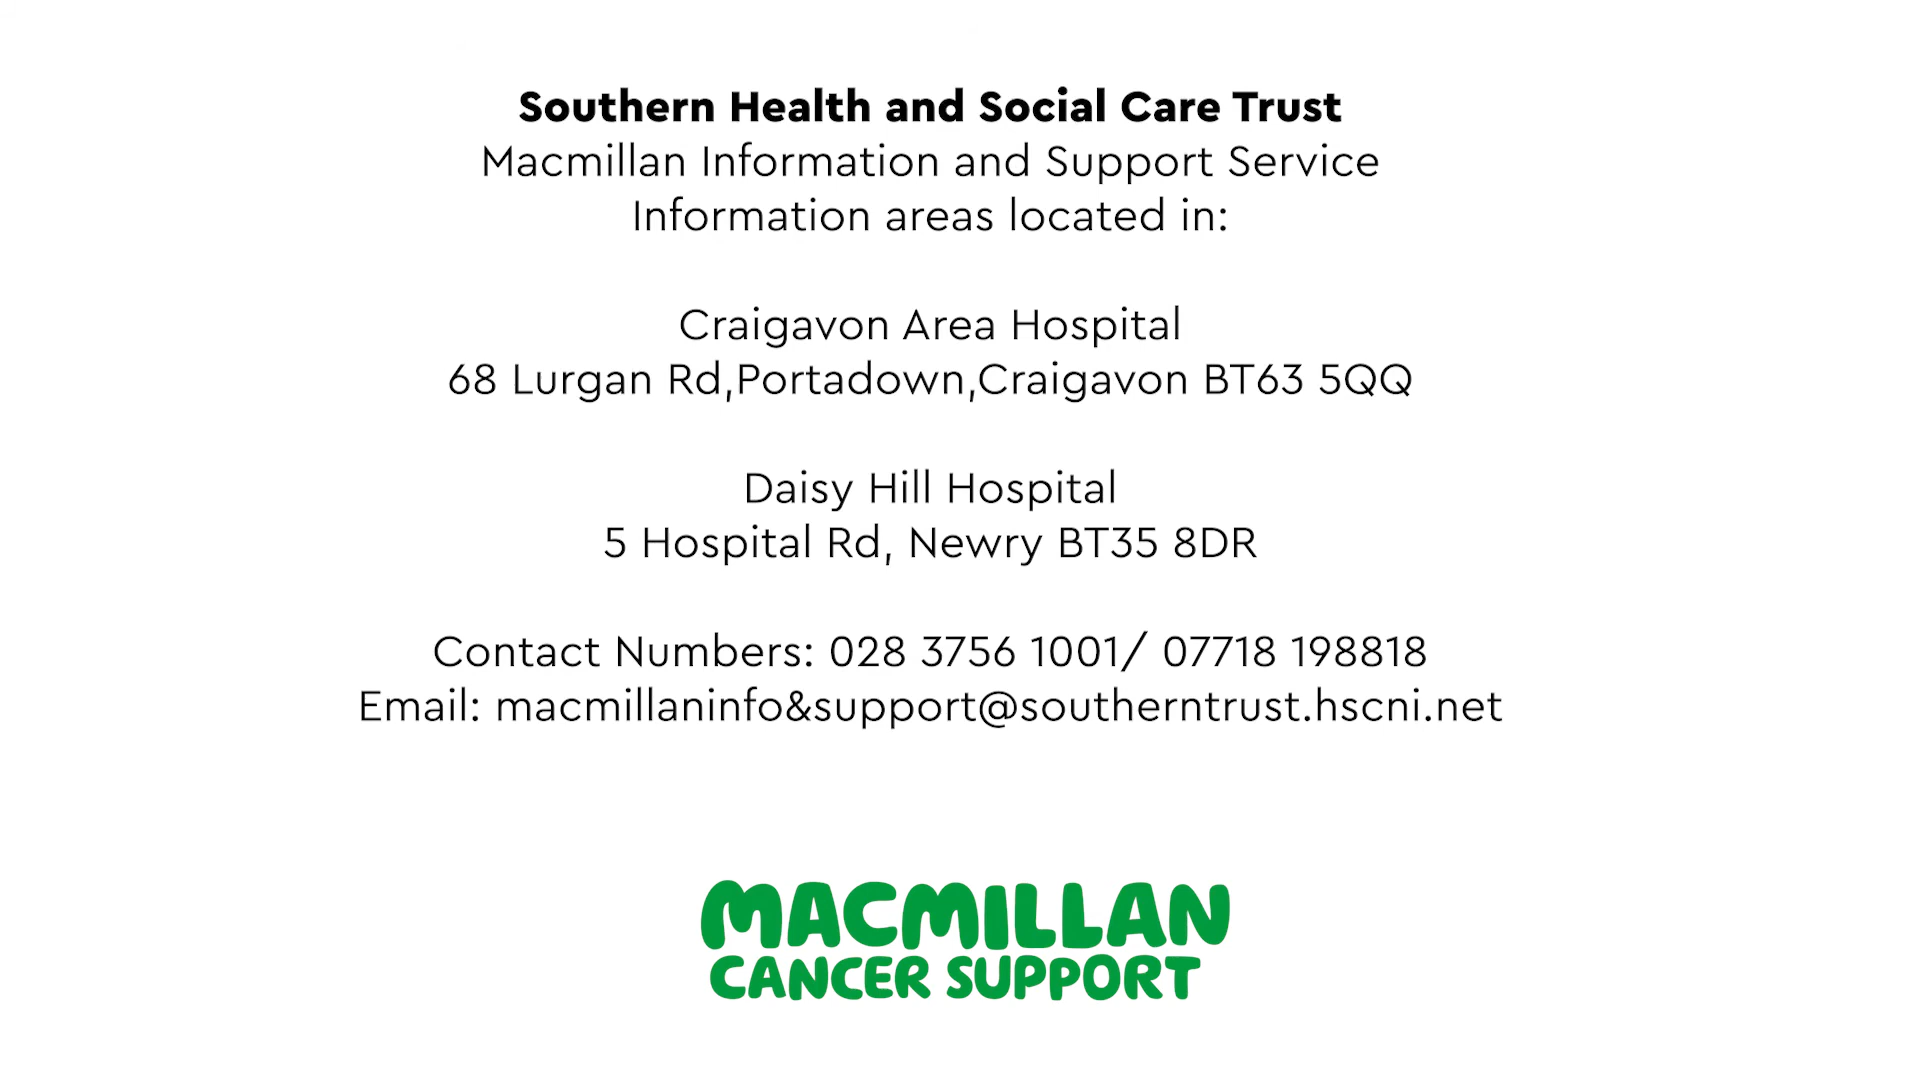 Southern Health and Social Care Trust
Macmillan Information and Support Service
Information areas located in:
Craigavon Area Hospital
68 Lurgan Rd,Portadown,Craigavon BT63 5QQ
Daisy Hill Hospital
5 Hospital Rd, Newry BT35 8DR
Contact Numbers: 028 3756 1001/ 07718 198818
Email: macmillaninfo&support@southerntrust.hscni.net
MACMILLAN
CANCER SUPPORT